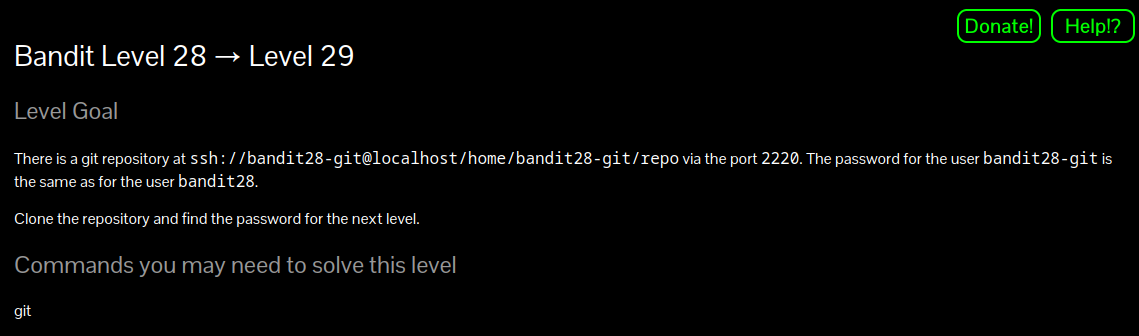 Donate! Help!?
Bandit Level 28 → Level 29
Level Goal
There is a git repository at ssh://bandit28-git@localhost/home/bandit28-git/repo via the port 2220. The password for the user bandit28-git is
the same as for the user bandit28.
Clone the repository and find the password for the next level.
Commands you may need to solve this level
git